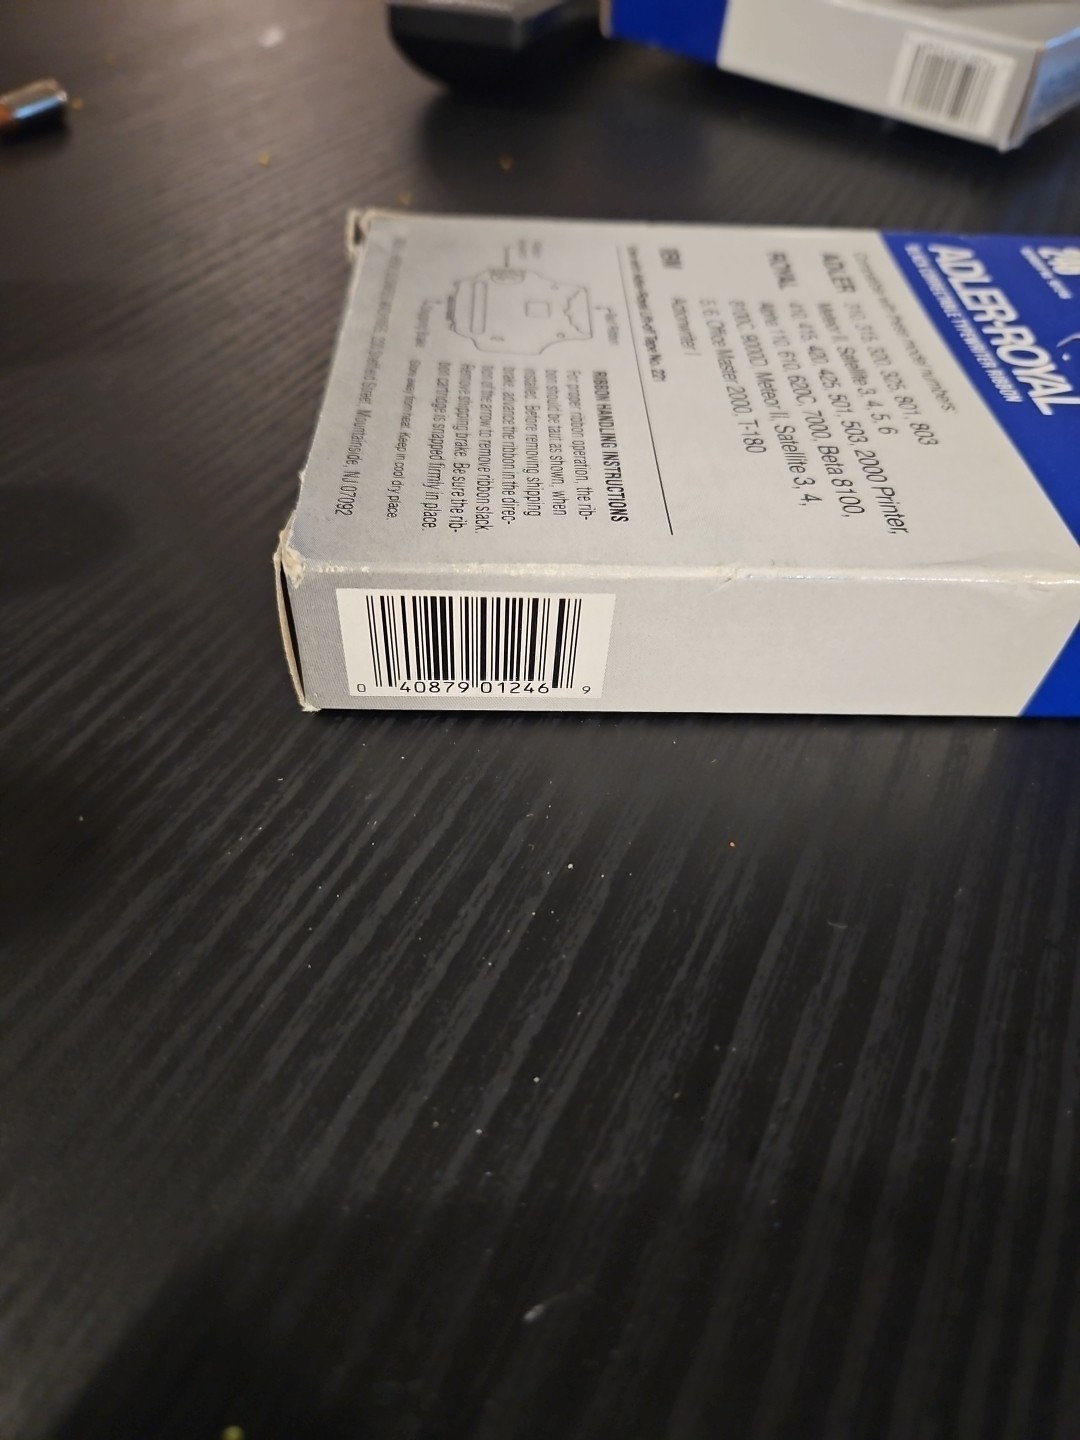 ADLER-ROYAL
BLACK CORRECTABLE TYPEWRITER RIBBON
Compatible with these model numbers:
ADLER 310, 315, 320, 325, 801, 803
Meteor II, Satellite 3, 4, 5, 6
ROYAL 410, 415, 420, 425, 501, 503, 2000 Printer,
Alpha 110, 610, 620C, 7000, Beta 8100,
8100C, 8000D, Meteor II, Satellite 3, 4,
5, 6, Office Master 2000, T-180
IBM Actionwriter I
RIBBON HANDLING INSTRUCTIONS
For proper ribbon operation, the rib-
bon should be taut as shown, when
installed. Before removing shipping
brake, advance the ribbon in the direc-
tion of the arrow to remove ribbon slack.
Remove shipping brake. Be sure the rib-
bon cartridge is snapped firmly in place.
Store away from heat. Keep in cool dry place.
Sheffield Street, Mountainside, NJ 07092
0 40879 01246 9